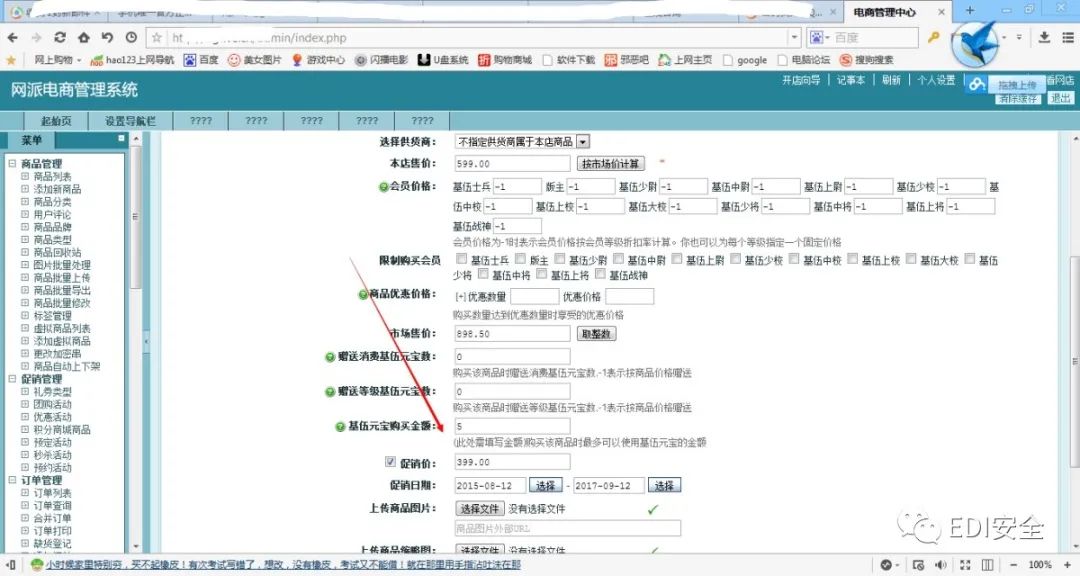 电商管理中心
min/index.php
百度
网上购物
hao123上网导航
百度
美女图片
游戏中心
闪播电影
U盘系统
购物商城
软件下载
邪恶吧
上网主页
google
电脑论坛
搜狗搜索
网派电商管理系统
开店向导 | 记事本 | 刷新 | 个人设置
拖拽上传
看网店
清除缓存
退出
起始页
设置导航栏
????
????
????
????
????
菜单
商品管理
商品列表
添加新商品
商品分类
用户评论
商品品牌
商品类型
商品回收站
图片批量处理
商品批量上传
商品批量导出
商品批量修改
标签管理
虚拟商品列表
添加虚拟商品
更改加密串
商品自动上下架
促销管理
礼券类型
团购活动
优惠活动
积分商城商品
预定活动
秒杀活动
预约活动
订单管理
订单列表
订单查询
合并订单
订单打印
缺货登记
选择供货商： 不指定供货商属于本店商品
本店售价： 599.00 按市场价计算 *
会员价格： 基伍士兵 -1 版主 -1 基伍少尉 -1 基伍中尉 -1 基伍上尉 -1 基伍少校 -1 基
伍中校 -1 基伍上校 -1 基伍大校 -1 基伍少将 -1 基伍中将 -1 基伍上将 -1
基伍战神 -1
会员价格为-1时表示会员价格按会员等级折扣率计算。你也可以为每个等级指定一个固定价格
限制购买会员 基伍士兵 版主 基伍少尉 基伍中尉 基伍上尉 基伍少校 基伍中校 基伍上校 基伍大校 基伍
少将 基伍中将 基伍上将 基伍战神
商品优惠价格： [+] 优惠数量 优惠价格
购买数量达到优惠数量时享受的优惠价格
市场售价： 898.50 取整数
赠送消费基伍元宝数： 0
购买该商品时赠送消费基伍元宝数,-1表示按商品价格赠送
赠送等级基伍元宝数： 0
购买该商品时赠送等级基伍元宝数,-1表示按商品价格赠送
基伍元宝购买金额： 5
(此处需填写金额)购买该商品时最多可以使用基伍元宝的金额
促销价： 399.00
促销日期： 2015-08-12 选择 - 2017-09-12 选择
上传商品图片： 选择文件 没有选择文件
商品图片外部URL
上传商品缩略图： 选择文件 没有选择文件
EDI安全
小时候家里特别穷，买不起橡皮！有次考试写错了，想改，没有橡皮，考试又不能借！就在那里用手指沾吐沫在那
100%